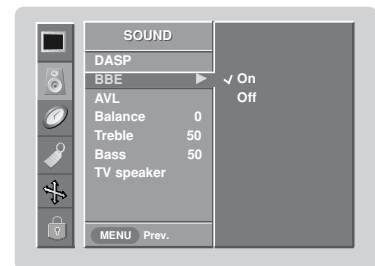 SOUND
DASP
BBE
AVL
Balance 0
Treble 50
Bass 50
TV speaker
MENU Prev.
On
Off